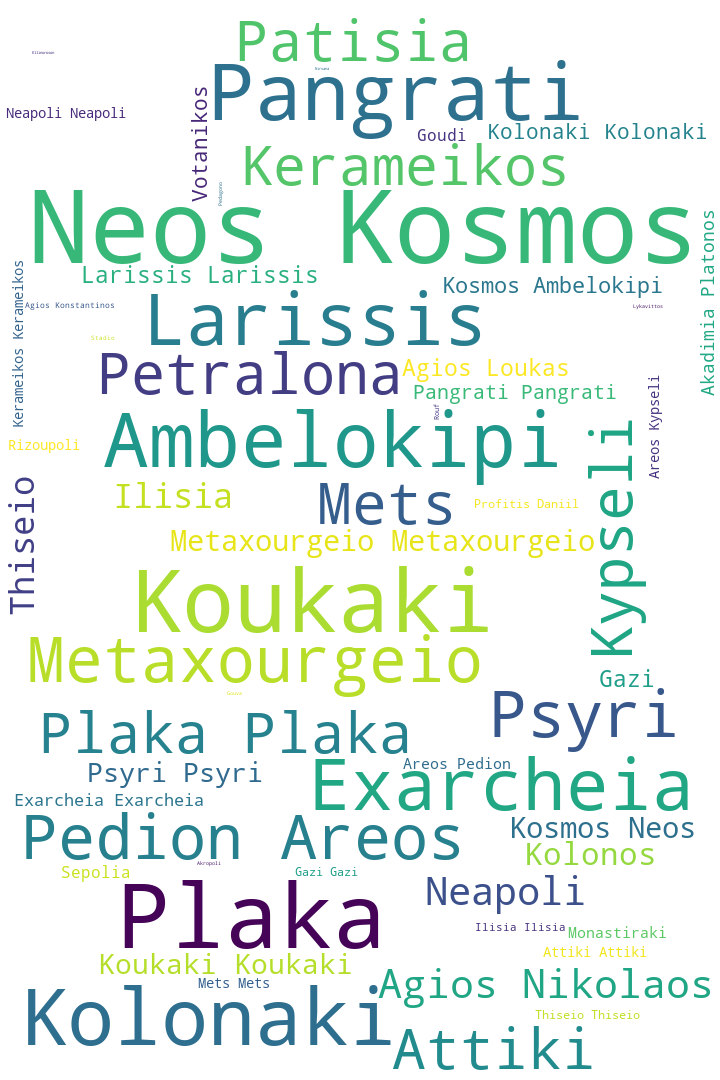 Patisia
Pangrati
Neapoli Neapoli
Votanikos
Goudi
Kolonaki Kolonaki
Kerameikos
Neos Kosmos
Akadimia Platonos
Larissis Larissis
Kosmos Ambelokipi
Kerameikos Kerameikos
Agios Konstantinos
Lykavittos
Larissis
Stadio
Petralona
Agios Loukas
Pangrati Pangrati
Areos Kypseli
Rouf
Ambelokipi
Kypseli
Rizoupoli
Thiseio
Ilisia
Mets
Profitis Daniil
Metaxourgeio Metaxourgeio
Koukaki
Metaxourgeio
Gazi
Psyri
Plaka Plaka
Psyri Psyri
Areos Pedion
Exarcheia
Exarcheia Exarcheia
Pedion Areos
Kosmos Neos
Kolonos
Akropoli
Sepolia
Gazi Gazi
Neapoli
Plaka
Ilisia Ilisia
Monastiraki
Attiki Attiki
Koukaki Koukaki
Mets Mets
Agios Nikolaos
Kolonaki
Thiseio Thiseio
Attiki